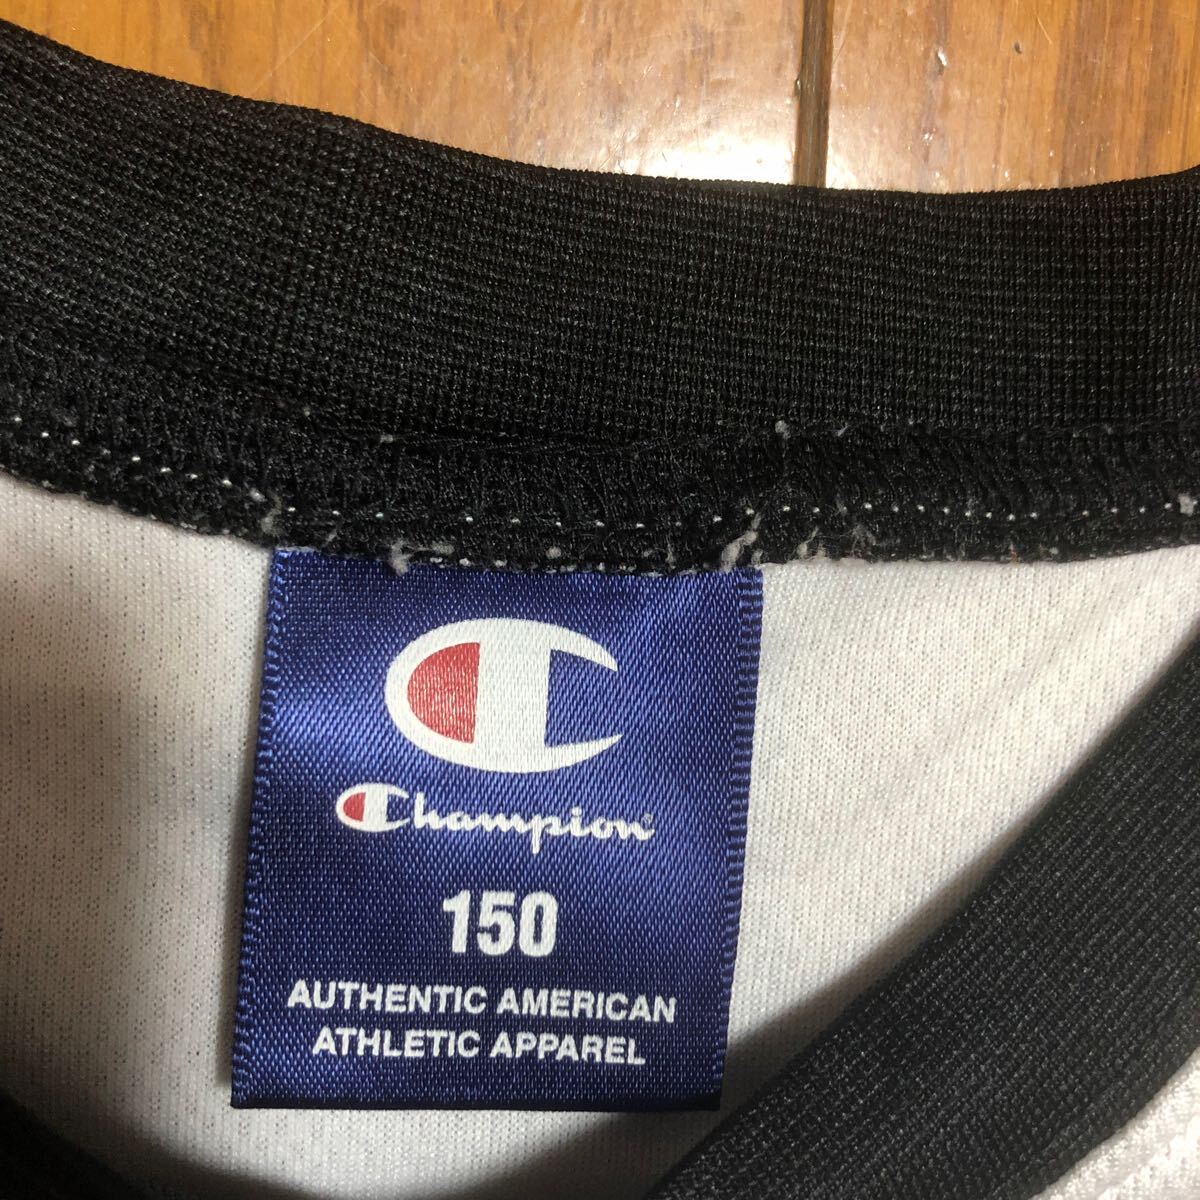 Champion
150
AUTHENTIC AMERICAN
ATHLETIC APPAREL